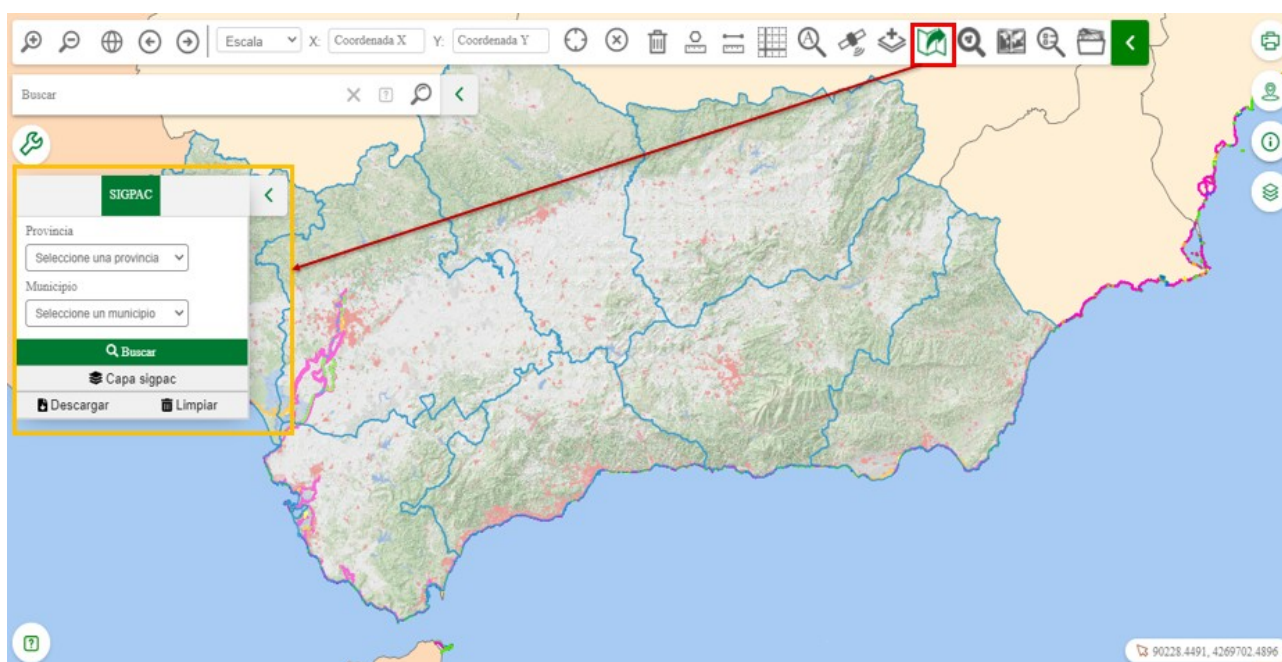 Escala X: Coordenada X Y: Coordenada Y
Buscar
SIGPAC
Provincia
Seleccione una provincia
Municipio
Seleccione un municipio
Buscar
Capa sigpac
Descargar Limpiar
90228.4491, 4269702.4896